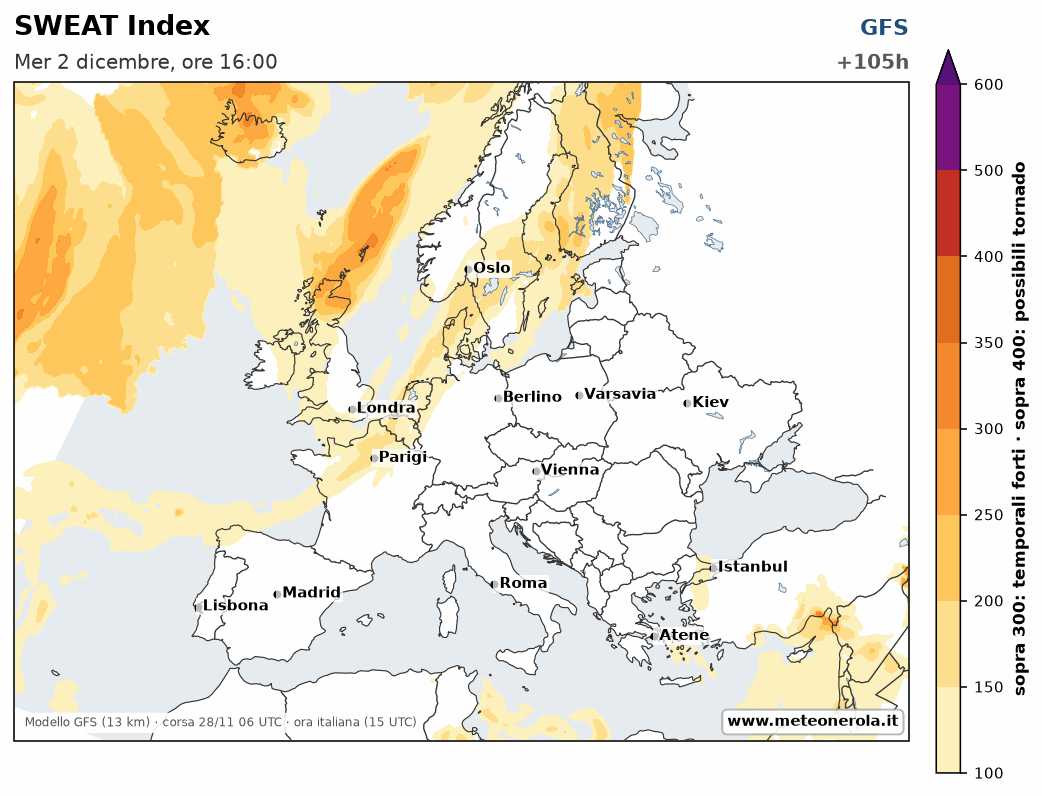 SWEAT Index
GFS
Mer 2 dicembre, ore 16:00
+105h
600
500
400
350
300
250
200
150
100
sopra 300: temporali forti · sopra 400: possibili tornado
Oslo
Berlino
Varsavia
Kiev
Londra
Parigi
Vienna
Istanbul
Roma
Madrid
Lisbona
Atene
Modello GFS (13 km) · corsa 28/11 06 UTC · ora italiana (15 UTC)
www.meteonerola.it